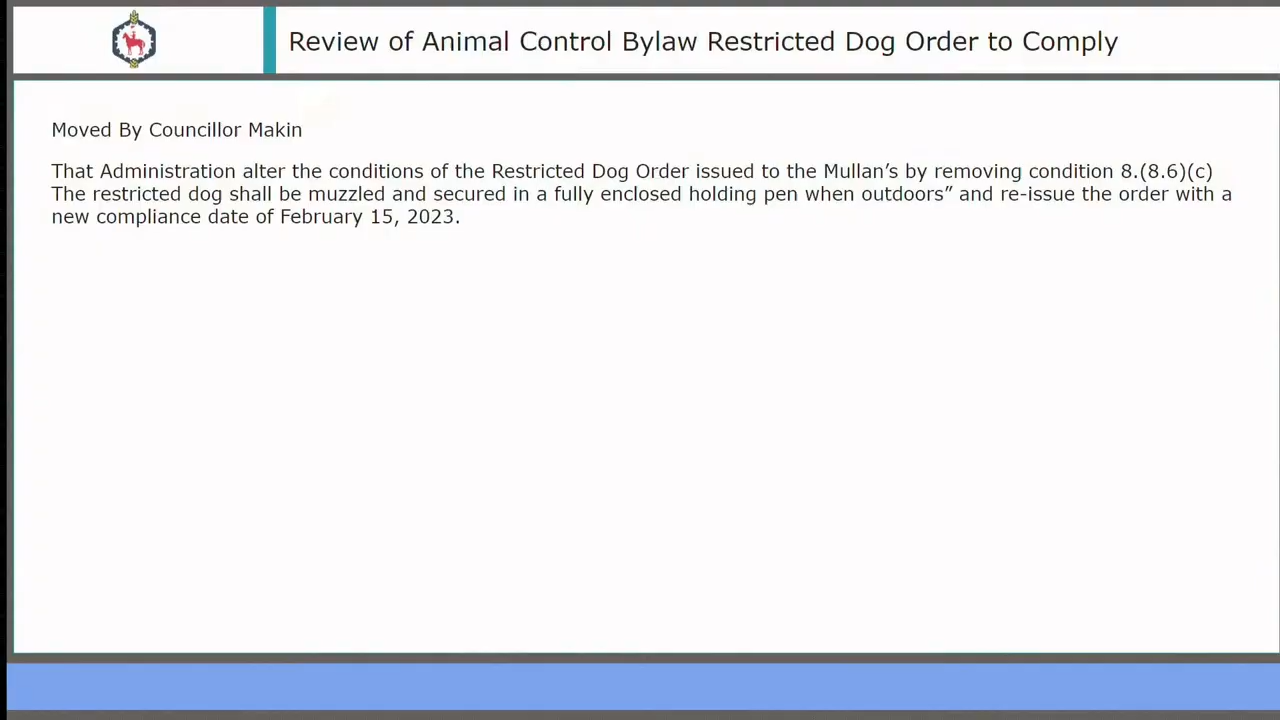 Review of Animal Control Bylaw Restricted Dog Order to Comply
Moved By Councillor Makin
That Administration alter the conditions of the Restricted Dog Order issued to the Mullan’s by removing condition 8.(8.6)(c)
The restricted dog shall be muzzled and secured in a fully enclosed holding pen when outdoors” and re-issue the order with a
new compliance date of February 15, 2023.